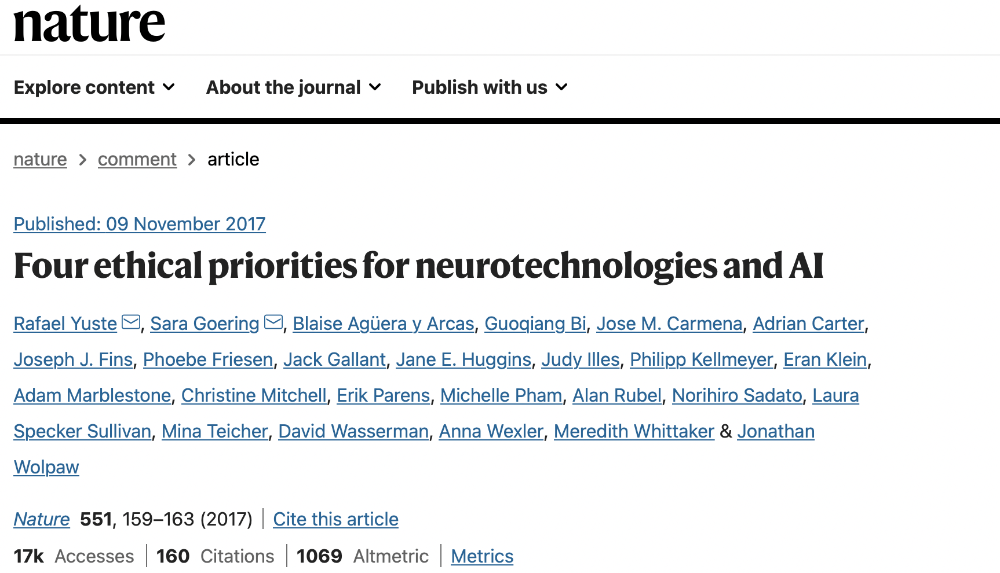 nature
Explore content About the journal Publish with us
nature > comment > article
Published: 09 November 2017
Four ethical priorities for neurotechnologies and AI
Rafael Yuste, Sara Goering, Blaise Agüera y Arcas, Guoqiang Bi, Jose M. Carmena, Adrian Carter,
Joseph J. Fins, Phoebe Friesen, Jack Gallant, Jane E. Huggins, Judy Illes, Philipp Kellmeyer, Eran Klein,
Adam Marblestone, Christine Mitchell, Erik Parens, Michelle Pham, Alan Rubel, Norihiro Sadato, Laura
Specker Sullivan, Mina Teicher, David Wasserman, Anna Wexler, Meredith Whittaker & Jonathan
Wolpaw
Nature 551, 159–163 (2017) | Cite this article
17k Accesses | 160 Citations | 1069 Altmetric | Metrics